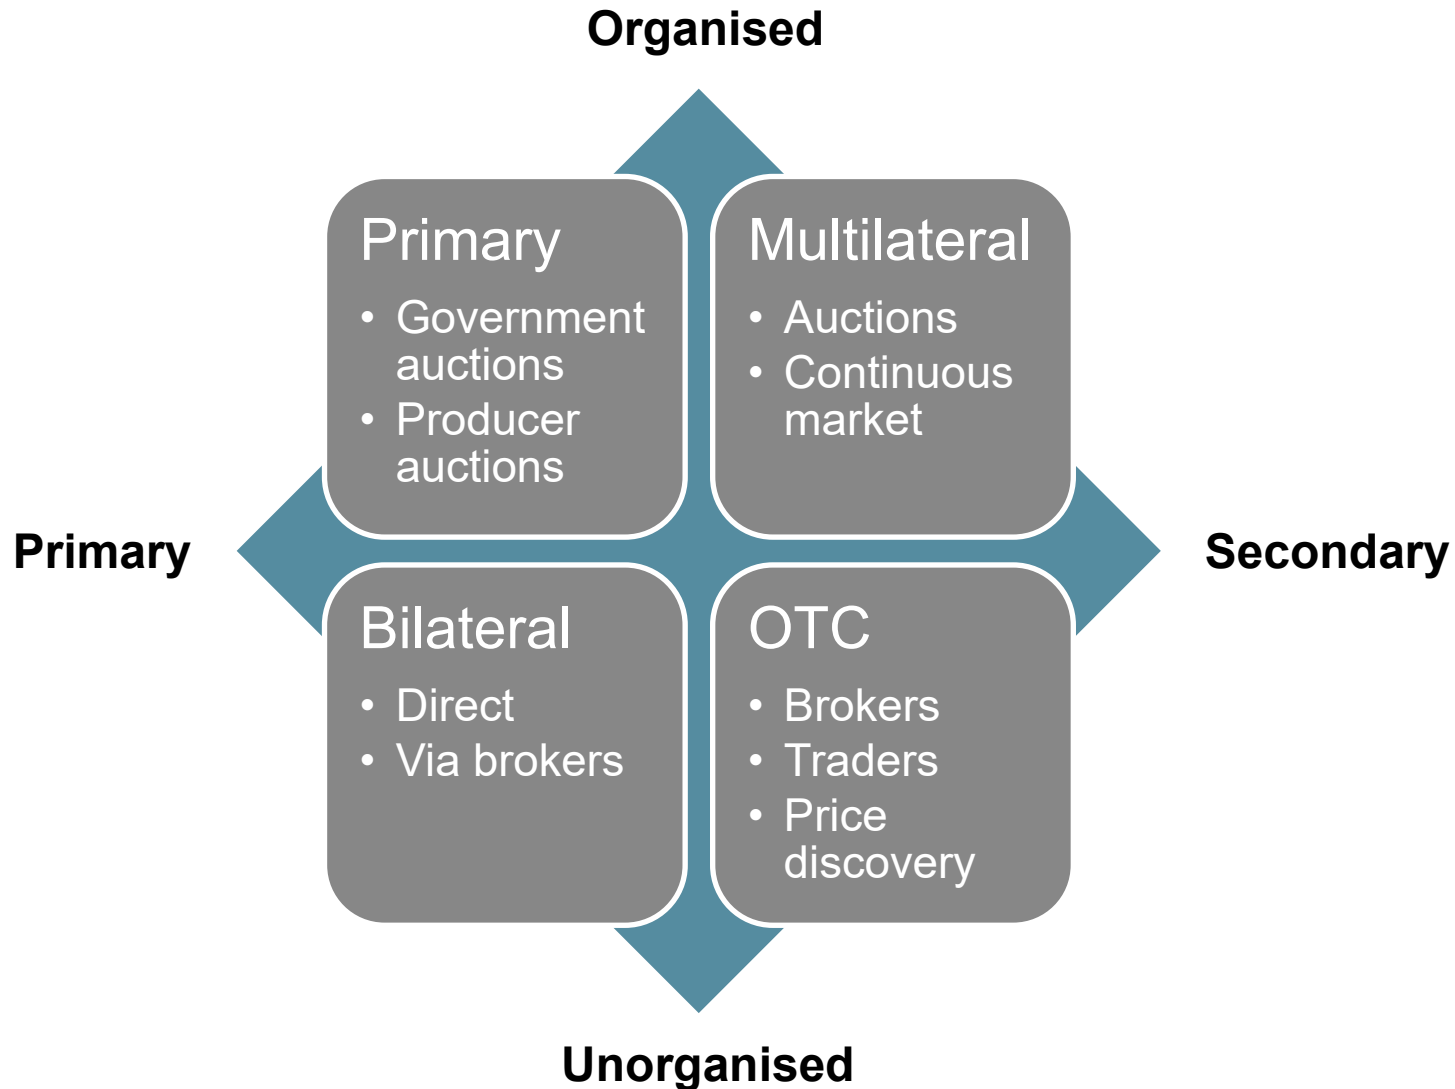 Organised
Primary
• Government
auctions
• Producer
auctions
Multilateral
• Auctions
• Continuous
market
Primary
Secondary
Bilateral
• Direct
• Via brokers
OTC
• Brokers
• Traders
• Price
discovery
Unorganised